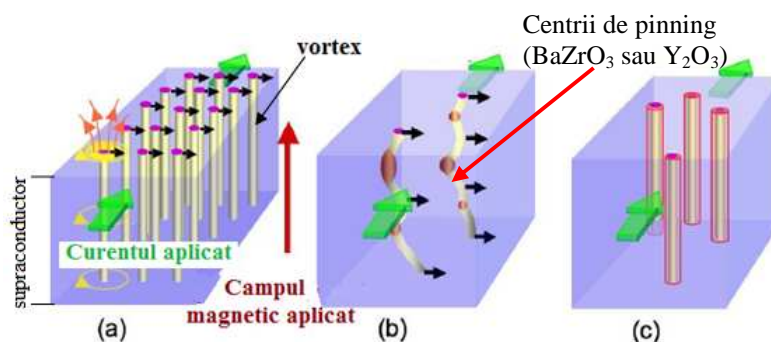 vortex
Centrii de pinning
(BaZrO₃ sau Y₂O₃)
supraconductor
Curentul aplicat
Campul
magnetic aplicat
(a)
(b)
(c)